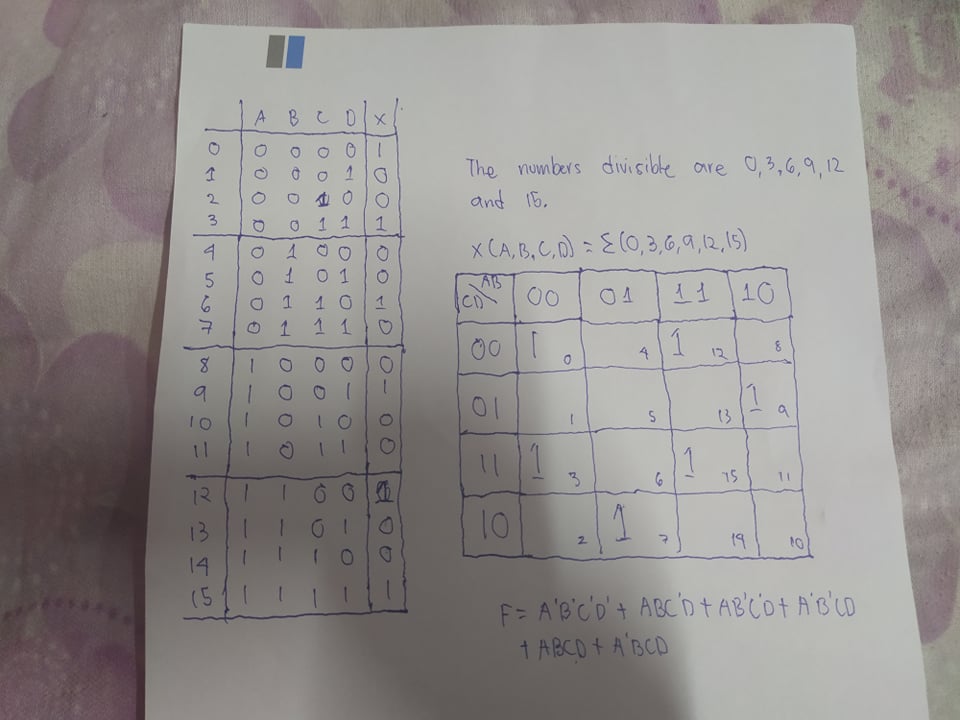 A B C D X
0 0 0 0 0 1
1 0 0 0 1 0
2 0 0 1 0 0
3 0 0 1 1 1
4 0 1 0 0 0
5 0 1 0 1 0
6 0 1 1 0 1
7 0 1 1 1 0
8 1 0 0 0 0
9 1 0 0 1 1
10 1 0 1 0 0
11 1 0 1 1 0
12 1 1 0 0 1
13 1 1 0 1 0
14 1 1 1 0 0
15 1 1 1 1 1
The numbers divisible are 0,3,6,9,12
and 15.
X(A,B,C,D) = Σ(0,3,6,9,12,15)
AB CD 00 01 11 10
00 1 0 4 1 12 8
01 1 5 13 1 9
11 1 3 6 1 15 11
10 2 1 7 14 10
F = A'B'C'D' + ABC'D + AB'C'D + A'B'CD
+ ABCD + A'BCD